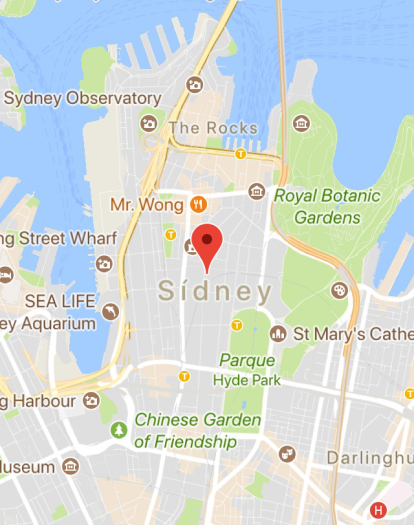 Sydney Observatory
The Rocks
T
Mr. Wong
Royal Botanic
Gardens
T
ng Street Wharf
Sídney
SEA LIFE
ey Aquarium
T
St Mary's Cathe
Parque
Hyde Park
T
T
g Harbour
Chinese Garden
of Friendship
Museum
Darlinghu
H